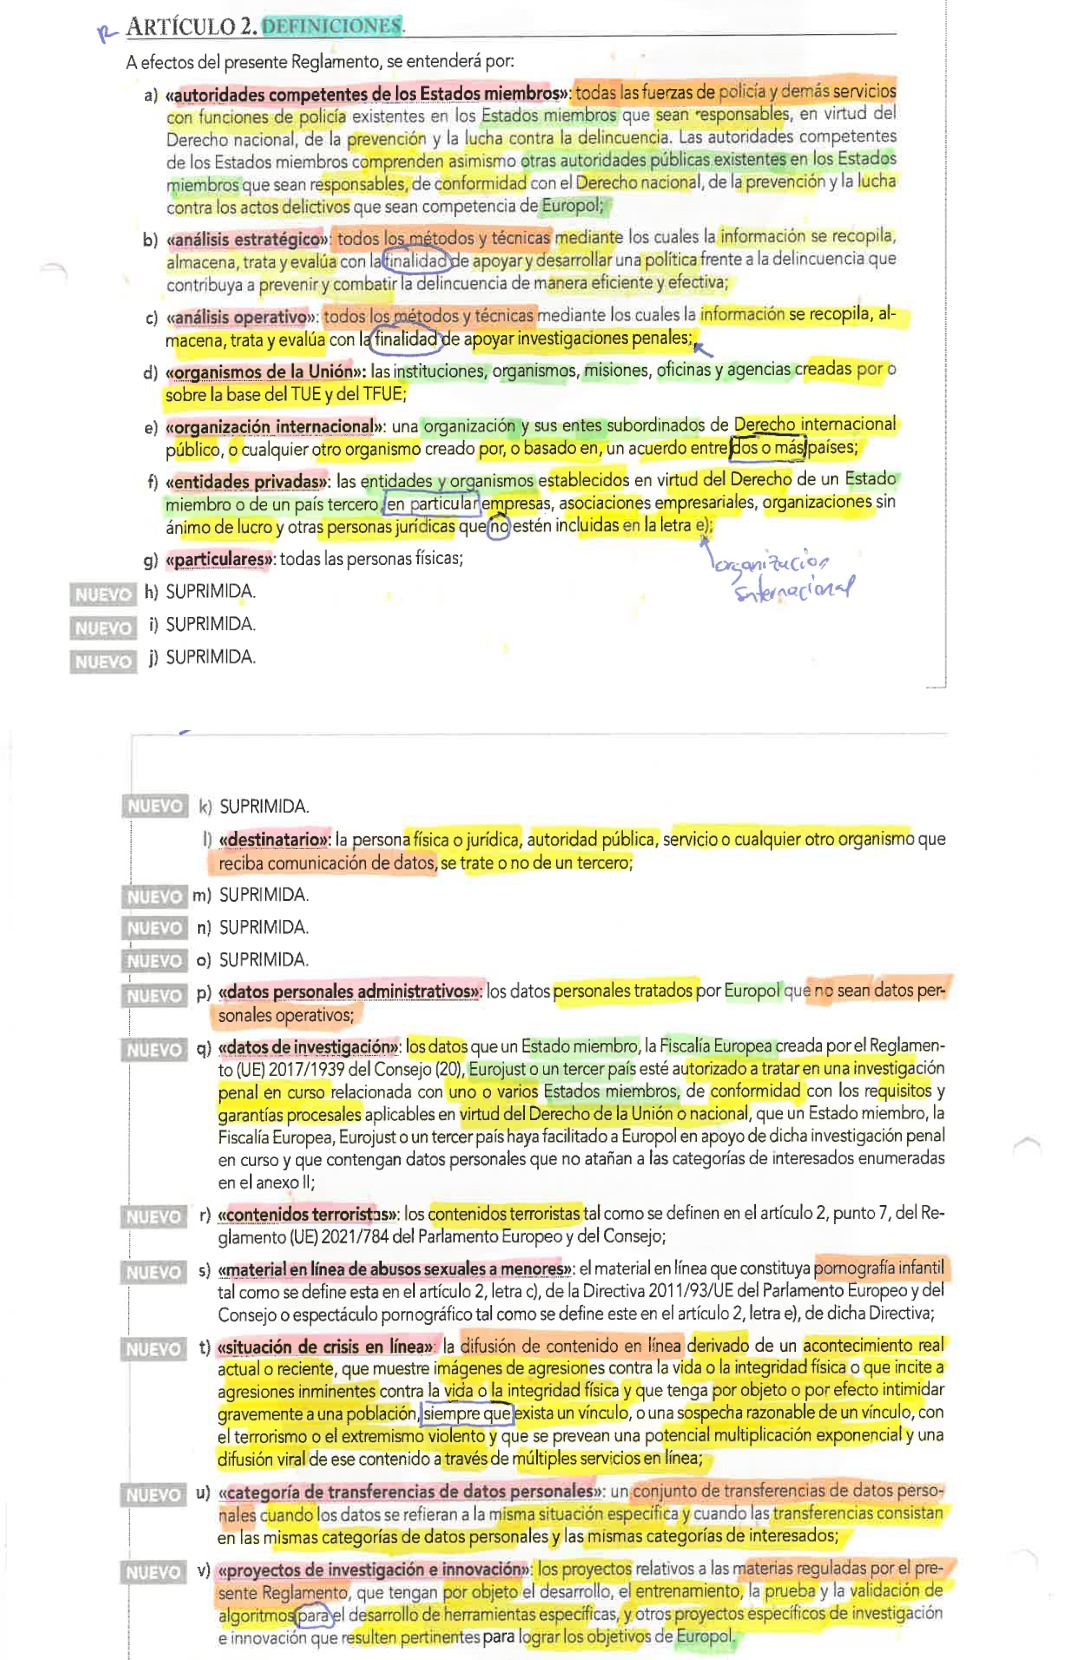 R ARTÍCULO 2. DEFINICIONES.
A efectos del presente Reglamento, se entenderá por:
a) «autoridades competentes de los Estados miembros»: todas las fuerzas de policía y demás servicios
con funciones de policía existentes en los Estados miembros que sean responsables, en virtud del
Derecho nacional, de la prevención y la lucha contra la delincuencia. Las autoridades competentes
de los Estados miembros comprenden asimismo otras autoridades públicas existentes en los Estados
miembros que sean responsables, de conformidad con el Derecho nacional, de la prevención y la lucha
contra los actos delictivos que sean competencia de Europol;
b) «análisis estratégico»: todos los métodos y técnicas mediante los cuales la información se recopila,
almacena, trata y evalúa con la finalidad de apoyar y desarrollar una política frente a la delincuencia que
contribuya a prevenir y combatir la delincuencia de manera eficiente y efectiva;
c) «análisis operativo»: todos los métodos y técnicas mediante los cuales la información se recopila, al-
macena, trata y evalúa con la finalidad de apoyar investigaciones penales;
d) «organismos de la Unión»: las instituciones, organismos, misiones, oficinas y agencias creadas por o
sobre la base del TUE y del TFUE;
e) «organización internacional»: una organización y sus entes subordinados de Derecho internacional
público, o cualquier otro organismo creado por, o basado en, un acuerdo entre dos o más países;
f) «entidades privadas»: las entidades y organismos establecidos en virtud del Derecho de un Estado
miembro o de un país tercero en particular empresas, asociaciones empresariales, organizaciones sin
ánimo de lucro y otras personas jurídicas que no estén incluidas en la letra e);
g) «particulares»: todas las personas físicas;
organización
internacional
NUEVO h) SUPRIMIDA.
NUEVO i) SUPRIMIDA.
NUEVO j) SUPRIMIDA.
NUEVO k) SUPRIMIDA.
l) «destinatario»: la persona física o jurídica, autoridad pública, servicio o cualquier otro organismo que
reciba comunicación de datos, se trate o no de un tercero;
NUEVO m) SUPRIMIDA.
NUEVO n) SUPRIMIDA.
NUEVO o) SUPRIMIDA.
NUEVO p) «datos personales administrativos»: los datos personales tratados por Europol que no sean datos per-
sonales operativos;
NUEVO q) «datos de investigación»: los datos que un Estado miembro, la Fiscalía Europea creada por el Reglamen-
to (UE) 2017/1939 del Consejo (20), Eurojust o un tercer país esté autorizado a tratar en una investigación
penal en curso relacionada con uno o varios Estados miembros, de conformidad con los requisitos y
garantías procesales aplicables en virtud del Derecho de la Unión o nacional, que un Estado miembro, la
Fiscalía Europea, Eurojust o un tercer país haya facilitado a Europol en apoyo de dicha investigación penal
en curso y que contengan datos personales que no atañan a las categorías de interesados enumeradas
en el anexo II;
NUEVO r) «contenidos terroristas»: los contenidos terroristas tal como se definen en el artículo 2, punto 7, del Re-
glamento (UE) 2021/784 del Parlamento Europeo y del Consejo;
NUEVO s) «material en línea de abusos sexuales a menores»: el material en línea que constituya pornografía infantil
tal como se define esta en el artículo 2, letra c), de la Directiva 2011/93/UE del Parlamento Europeo y del
Consejo o espectáculo pornográfico tal como se define este en el artículo 2, letra e), de dicha Directiva;
NUEVO t) «situación de crisis en línea»: la difusión de contenido en línea derivado de un acontecimiento real
actual o reciente, que muestre imágenes de agresiones contra la vida o la integridad física o que incite a
agresiones inminentes contra la vida o la integridad física y que tenga por objeto o por efecto intimidar
gravemente a una población, siempre que exista un vínculo, o una sospecha razonable de un vínculo, con
el terrorismo o el extremismo violento y que se prevean una potencial multiplicación exponencial y una
difusión viral de ese contenido a través de múltiples servicios en línea;
NUEVO u) «categoría de transferencias de datos personales»: un conjunto de transferencias de datos perso-
nales cuando los datos se refieran a la misma situación específica y cuando las transferencias consistan
en las mismas categorías de datos personales y las mismas categorías de interesados;
NUEVO v) «proyectos de investigación e innovación»: los proyectos relativos a las materias reguladas por el pre-
sente Reglamento, que tengan por objeto el desarrollo, el entrenamiento, la prueba y la validación de
algoritmos para el desarrollo de herramientas específicas, y otros proyectos específicos de investigación
e innovación que resulten pertinentes para lograr los objetivos de Europol.